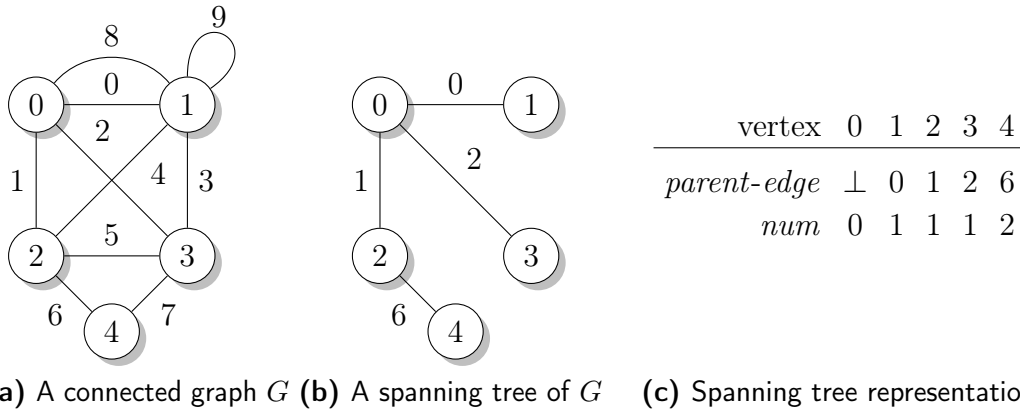 9
8
0
0 1
2
1 4 3
5
2 3
6 7
4
0
0 1
2
1
2 3
6
4
vertex 0 1 2 3 4
parent-edge ⊥ 0 1 2 6
num 0 1 1 1 2
a) A connected graph G
(b) A spanning tree of G
(c) Spanning tree representatio